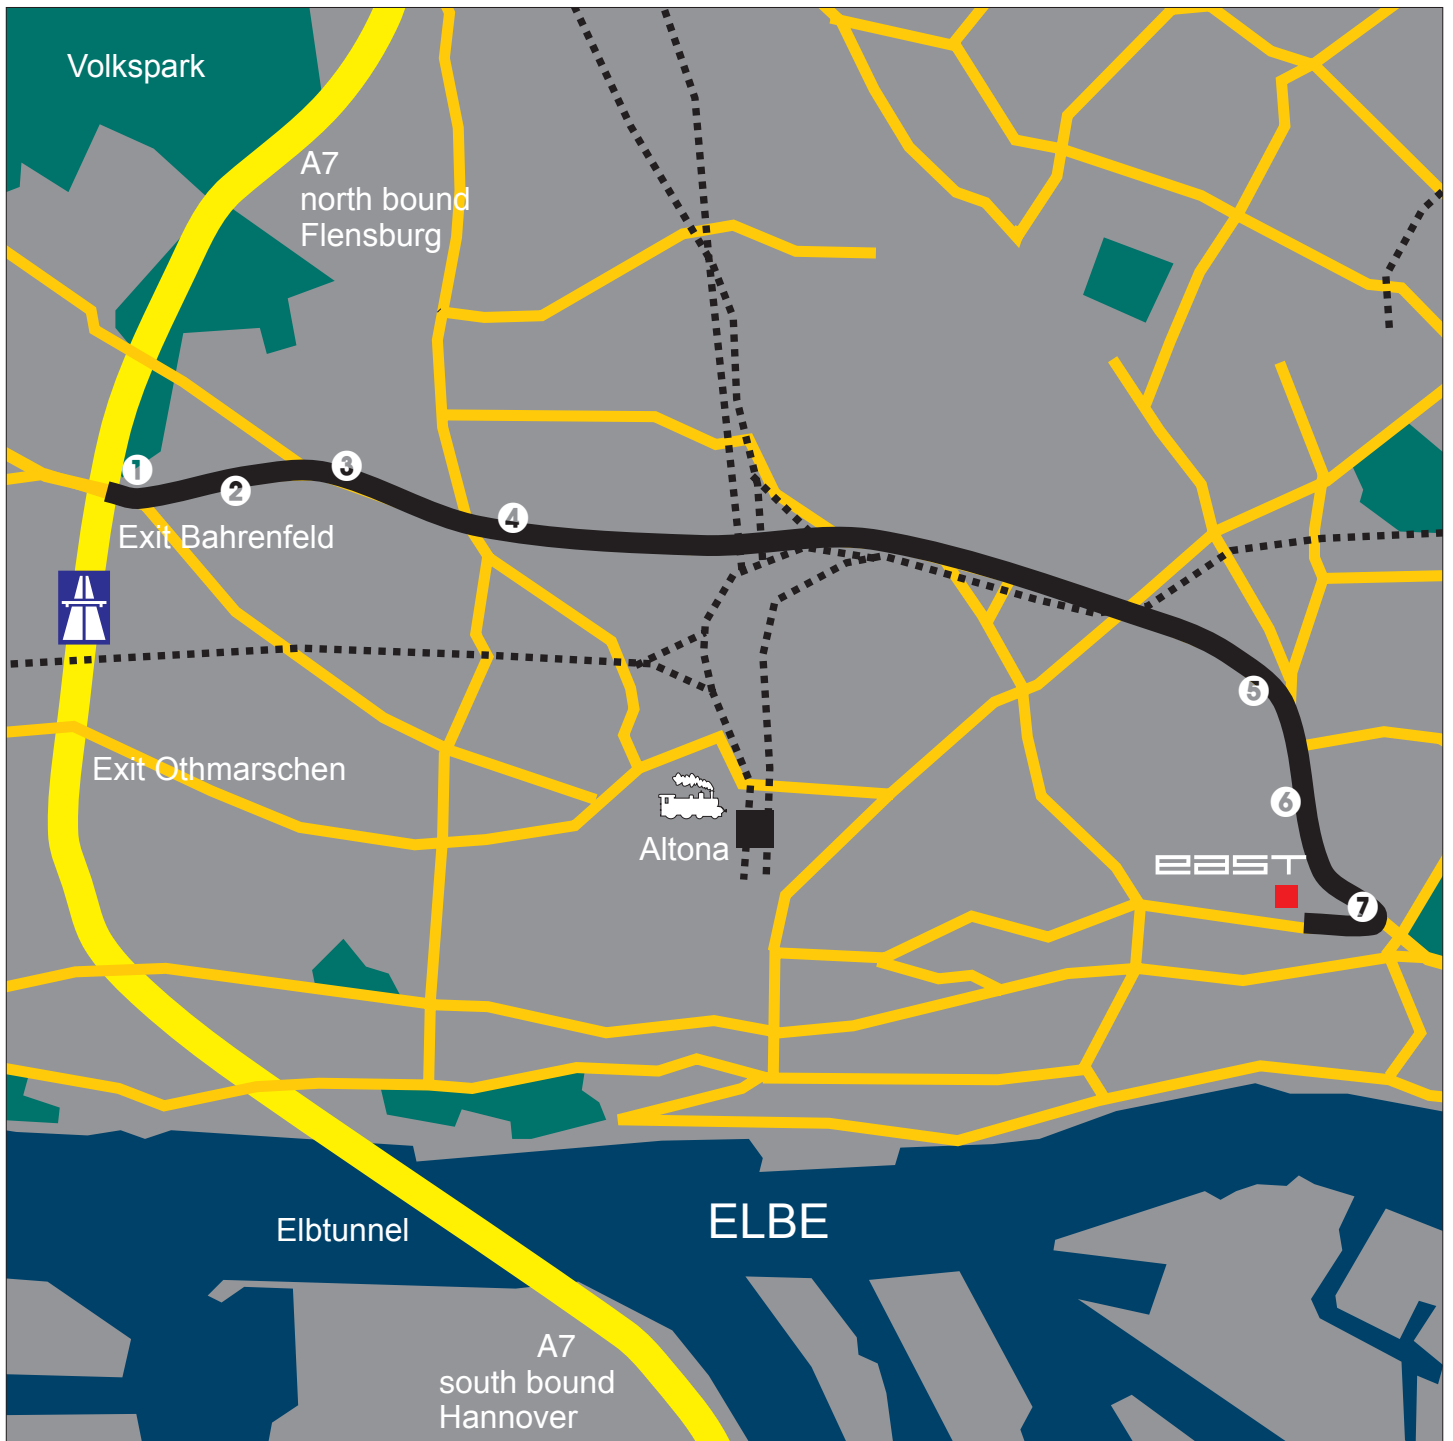 Volkspark
A7
north bound
Flensburg
1
2
3
4
Exit Bahrenfeld
5
Exit Othmarschen
6
Altona
east
7
Elbtunnel
ELBE
A7
south bound
Hannover